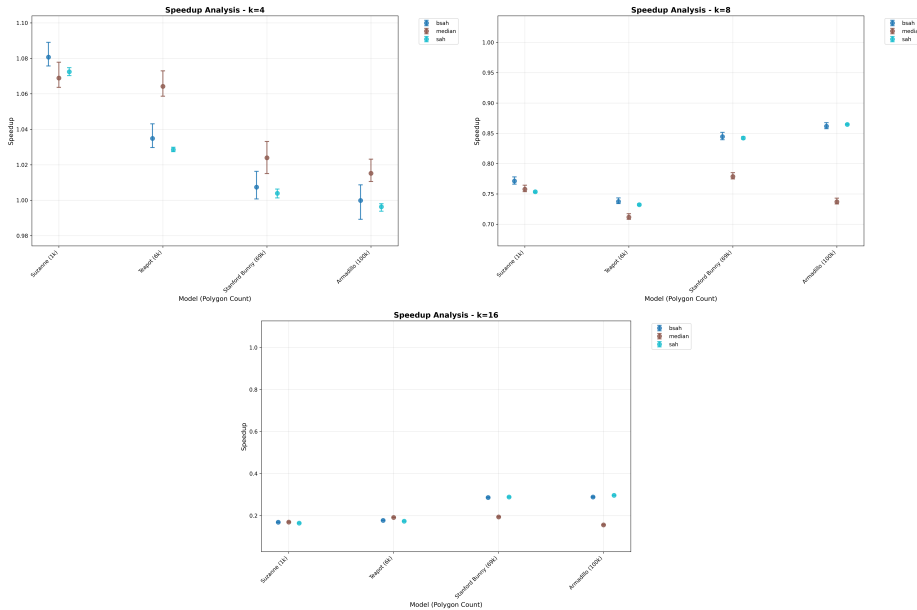 Speedup Analysis - k=4
bsah
median
sah
1.10
1.08
1.06
1.04
1.02
1.00
0.98
Speedup
Suzanne (1k)
Teapot (6k)
Stanford Bunny (69k)
Armadillo (100k)
Model (Polygon Count)
Speedup Analysis - k=8
bsah
median
sah
1.00
0.95
0.90
0.85
0.80
0.75
0.70
Speedup
Suzanne (1k)
Teapot (6k)
Stanford Bunny (69k)
Armadillo (100k)
Model (Polygon Count)
Speedup Analysis - k=16
bsah
median
sah
1.0
0.8
0.6
0.4
0.2
Speedup
Suzanne (1k)
Teapot (6k)
Stanford Bunny (69k)
Armadillo (100k)
Model (Polygon Count)